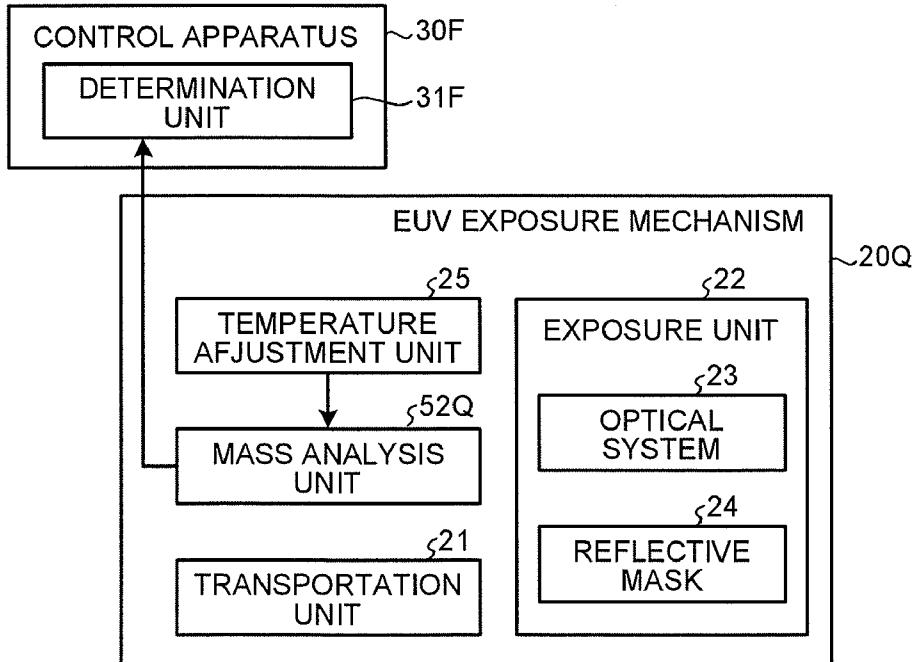 CONTROL APPARATUS
30F
DETERMINATION
UNIT
31F
EUV EXPOSURE MECHANISM
20Q
25
TEMPERATURE
AFJUSTMENT UNIT
22
EXPOSURE UNIT
23
OPTICAL
SYSTEM
52Q
MASS ANALYSIS
UNIT
24
REFLECTIVE
MASK
21
TRANSPORTATION
UNIT